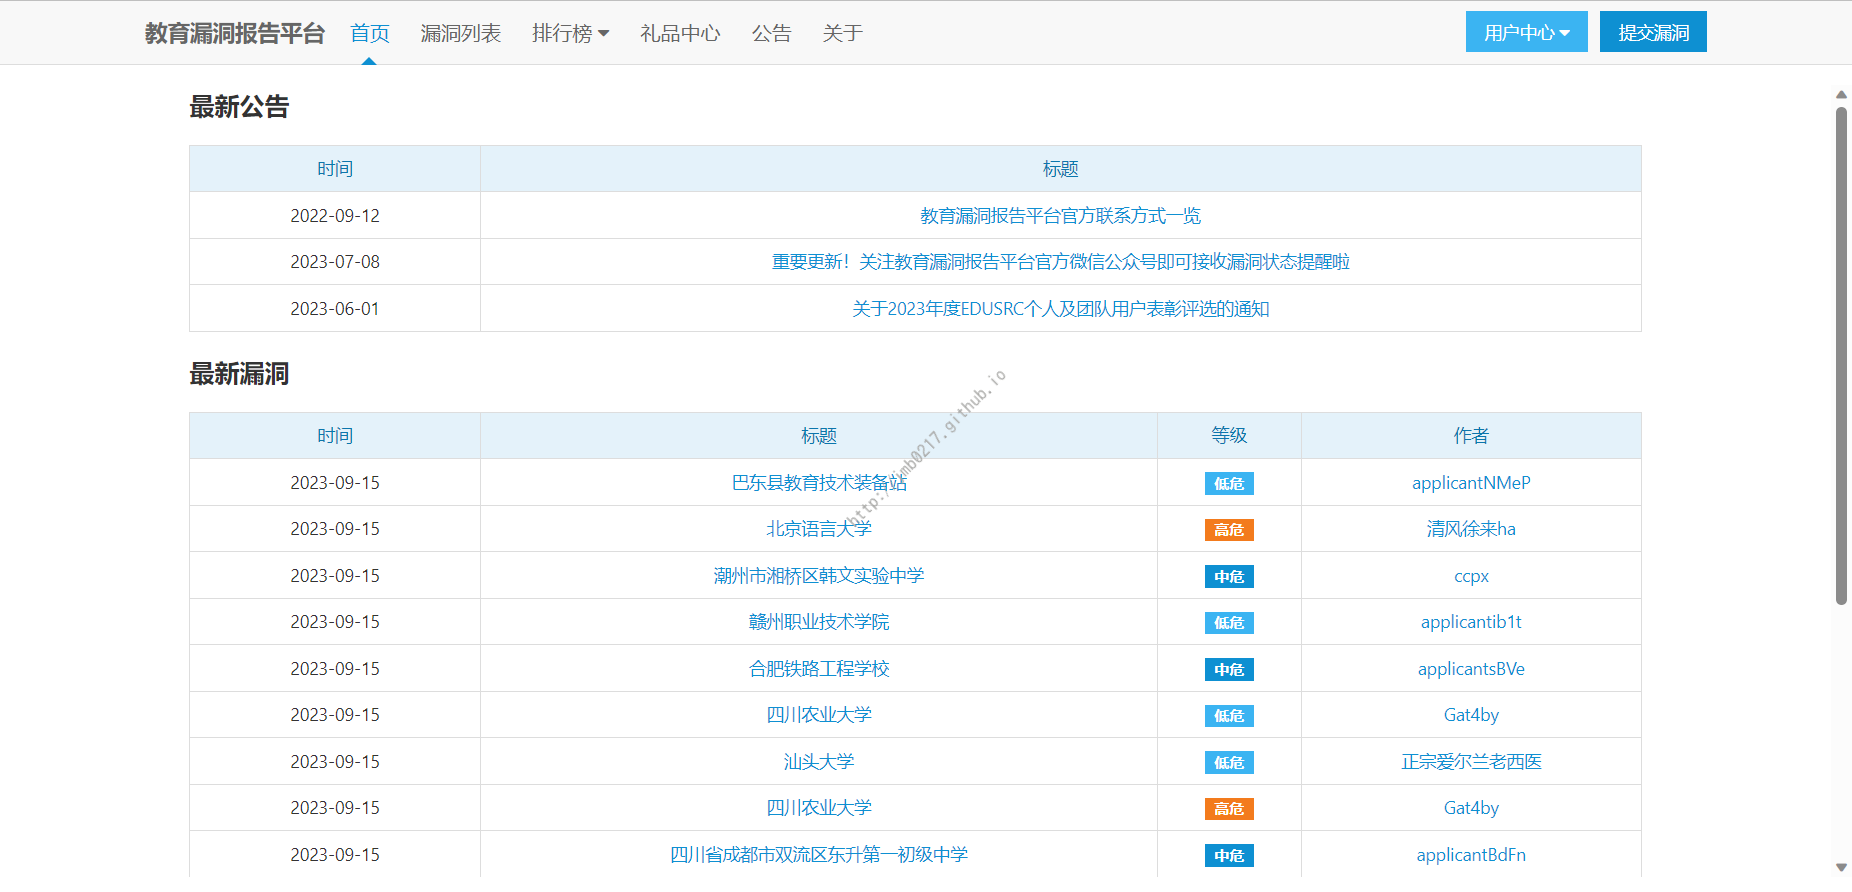 教育漏洞报告平台 首页 漏洞列表 排行榜 礼品中心 公告 关于 用户中心 提交漏洞
最新公告
时间 标题
2022-09-12 教育漏洞报告平台官方联系方式一览
2023-07-08 重要更新！关注教育漏洞报告平台官方微信公众号即可接收漏洞状态提醒啦
2023-06-01 关于2023年度EDUSRC个人及团队用户表彰评选的通知
最新漏洞
时间 标题 等级 作者
2023-09-15 巴东县教育技术装备站 低危 applicantNMeP
2023-09-15 北京语言大学 高危 清风徐来ha
2023-09-15 潮州市湘桥区韩文实验中学 中危 ccpx
2023-09-15 赣州职业技术学院 低危 applicantib1t
2023-09-15 合肥铁路工程学校 中危 applicantsBVe
2023-09-15 四川农业大学 低危 Gat4by
2023-09-15 汕头大学 低危 正宗爱尔兰老西医
2023-09-15 四川农业大学 高危 Gat4by
2023-09-15 四川省成都市双流区东升第一初级中学 中危 applicantBdFn